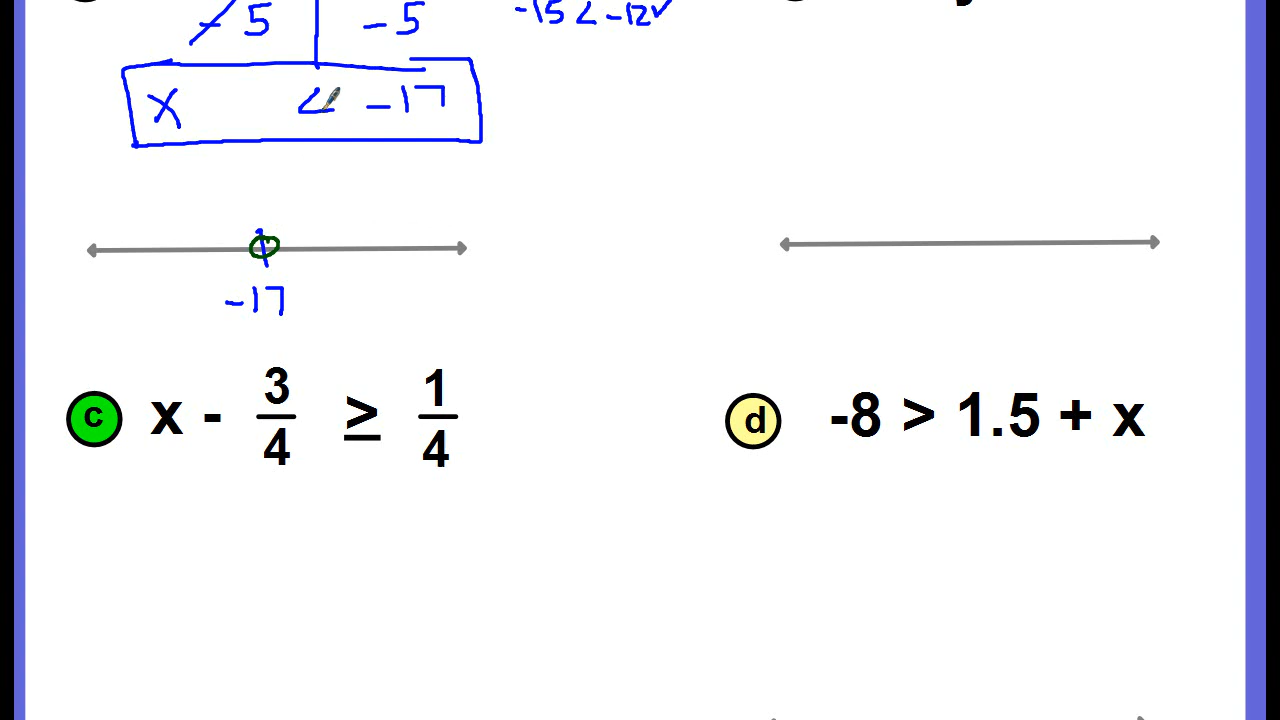 - 5 - 5 -15 < -12 ✓
x < -17
-17
c x - 3/4 ≥ 1/4
d -8 > 1.5 + x